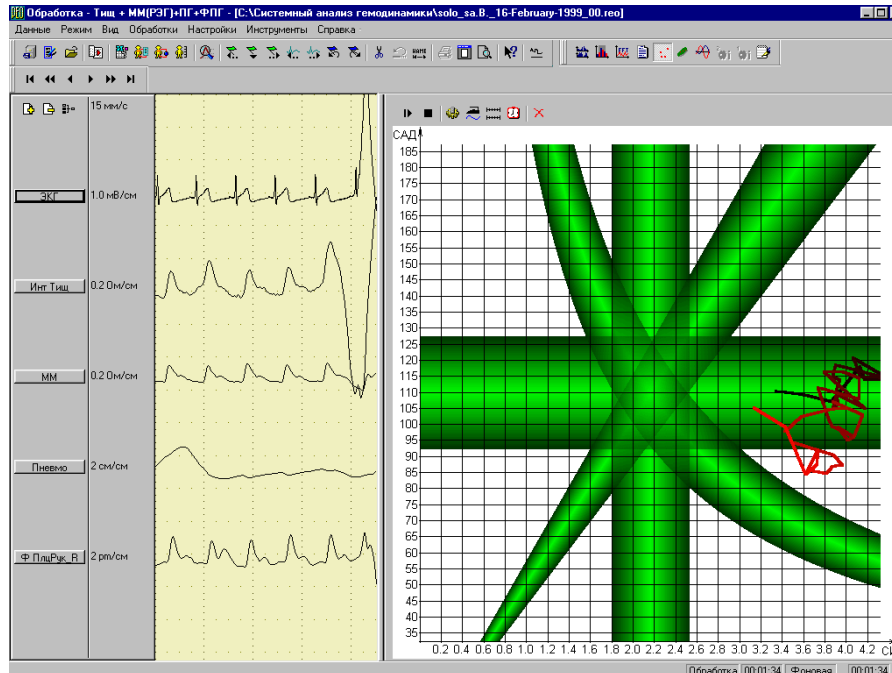 Обработка - Тищ + ММ(РЭГ)+ПГ+ФПГ - [C:\Системный анализ гемодинамики\solo_sa.B._16-February-1999_00.reo]
Данные Режим Вид Обработки Настройки Инструменты Справка
15 мм/с
ЭКГ 1.0 мВ/см
Инт Тищ 0.2 Ом/см
ММ 0.2 Ом/см
Пневмо 2 см/см
Ф ПлцРук_R 2 pm/см
САД
185
180
175
170
165
160
155
150
145
140
135
130
125
120
115
110
105
100
95
90
85
80
75
70
65
60
55
50
45
40
35
0.2 0.4 0.6 0.8 1.0 1.2 1.4 1.6 1.8 2.0 2.2 2.4 2.6 2.8 3.0 3.2 3.4 3.6 3.8 4.0 4.2
Обработка 00:01:34 Фоновая 00:01:34